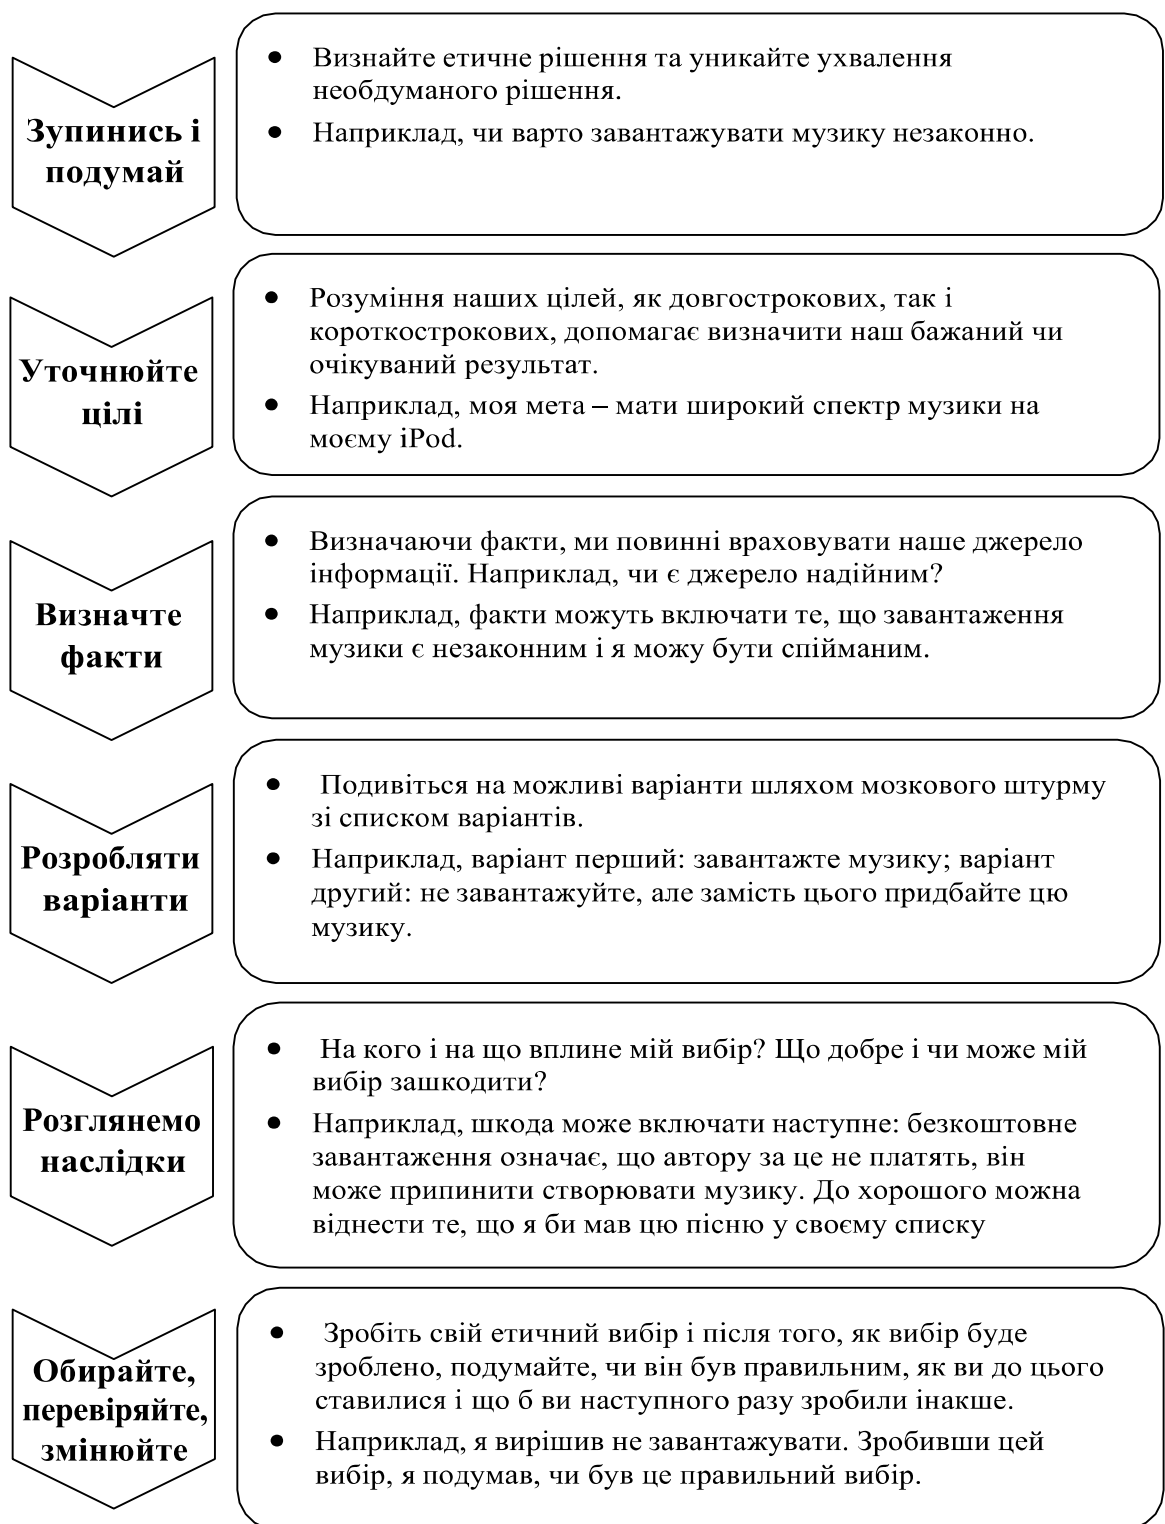 Зупинись і
подумай
• Визнайте етичне рішення та уникайте ухвалення
необдуманого рішення.
• Наприклад, чи варто завантажувати музику незаконно.
Уточнюйте
цілі
• Розуміння наших цілей, як довгострокових, так і
короткострокових, допомагає визначити наш бажаний чи
очікуваний результат.
• Наприклад, моя мета – мати широкий спектр музики на
моєму iPod.
Визначте
факти
• Визначаючи факти, ми повинні враховувати наше джерело
інформації. Наприклад, чи є джерело надійним?
• Наприклад, факти можуть включати те, що завантаження
музики є незаконним і я можу бути спійманим.
Розробляти
варіанти
• Подивіться на можливі варіанти шляхом мозкового штурму
зі списком варіантів.
• Наприклад, варіант перший: завантажте музику; варіант
другий: не завантажуйте, але замість цього придбайте цю
музику.
Розглянемо
наслідки
• На кого і на що вплине мій вибір? Що добре і чи може мій
вибір зашкодити?
• Наприклад, шкода може включати наступне: безкоштовне
завантаження означає, що автору за це не платять, він
може припинити створювати музику. До хорошого можна
віднести те, що я би мав цю пісню у своєму списку
Обирайте,
перевіряйте,
змінюйте
• Зробіть свій етичний вибір і після того, як вибір буде
зроблено, подумайте, чи він був правильним, як ви до цього
ставилися і що б ви наступного разу зробили інакше.
• Наприклад, я вирішив не завантажувати. Зробивши цей
вибір, я подумав, чи був це правильний вибір.